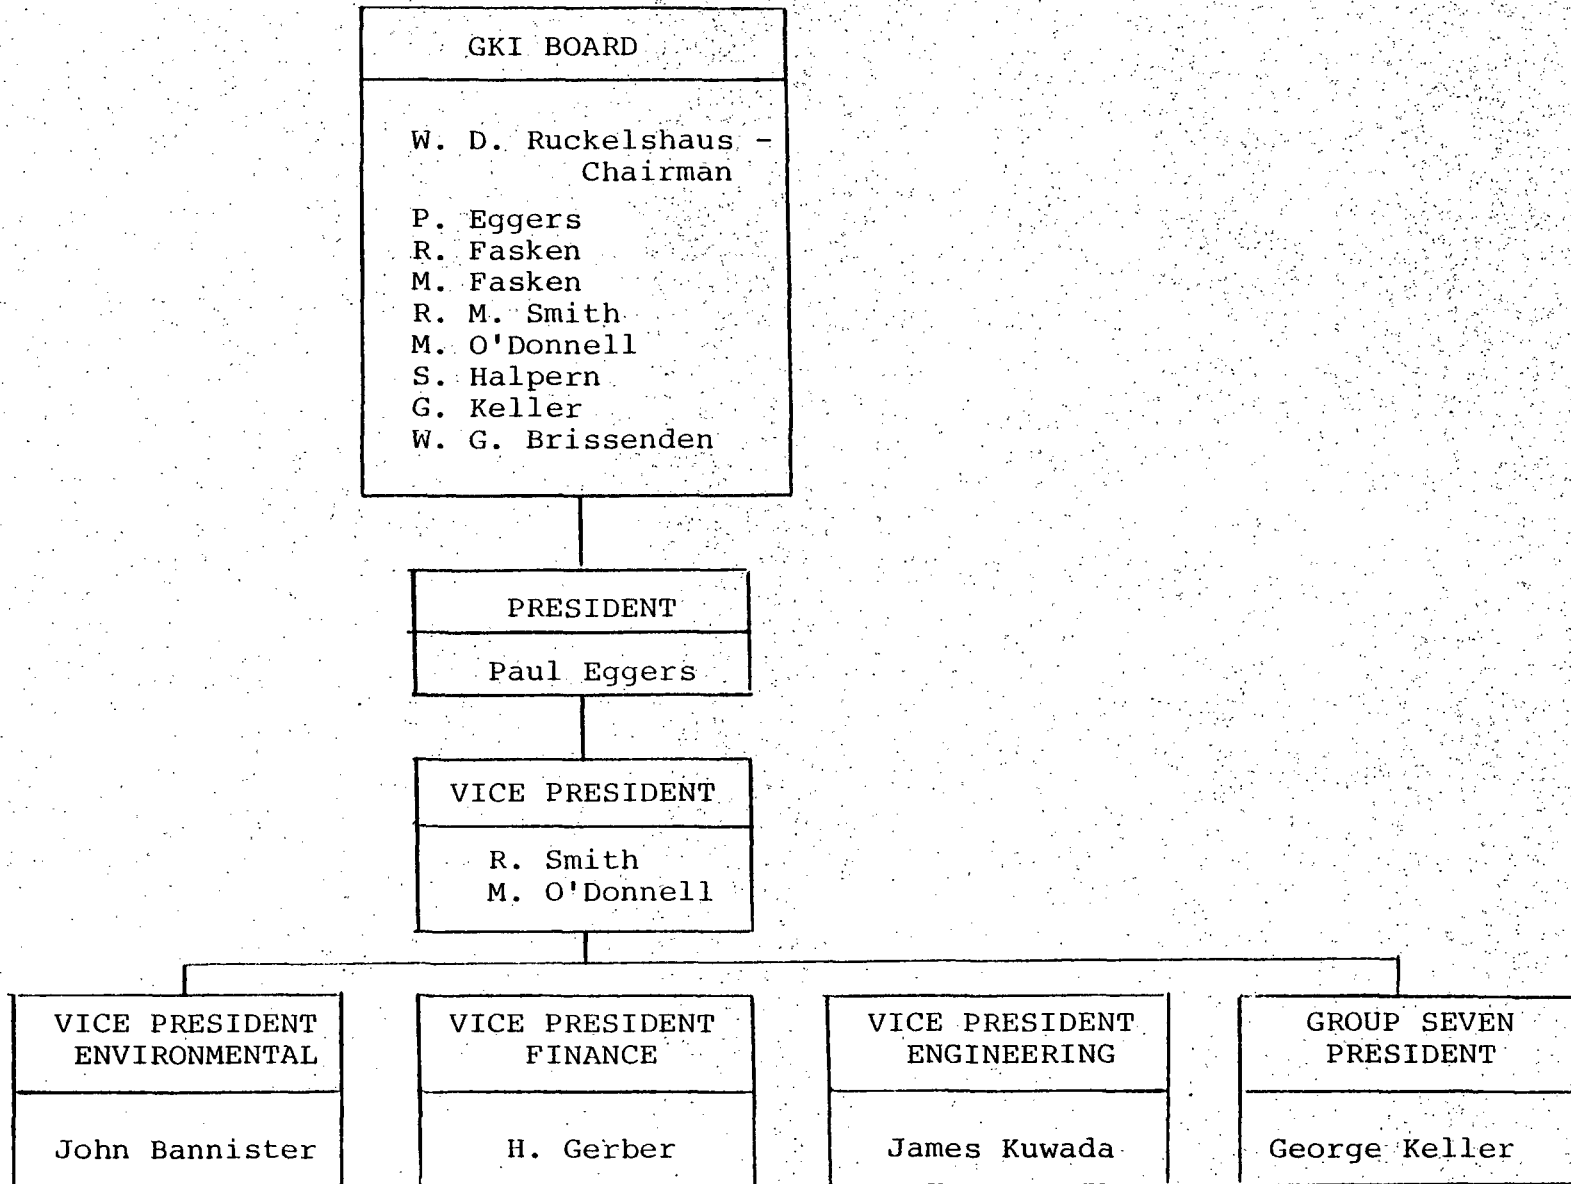 GKI BOARD
W. D. Ruckelshaus -
Chairman
P. Eggers
R. Fasken
M. Fasken
R. M. Smith
M. O'Donnell
S. Halpern
G. Keller
W. G. Brissenden
PRESIDENT
Paul Eggers
VICE PRESIDENT
R. Smith
M. O'Donnell
VICE PRESIDENT
ENVIRONMENTAL
John Bannister
VICE PRESIDENT
FINANCE
H. Gerber
VICE PRESIDENT
ENGINEERING
James Kuwada
GROUP SEVEN
PRESIDENT
George Keller